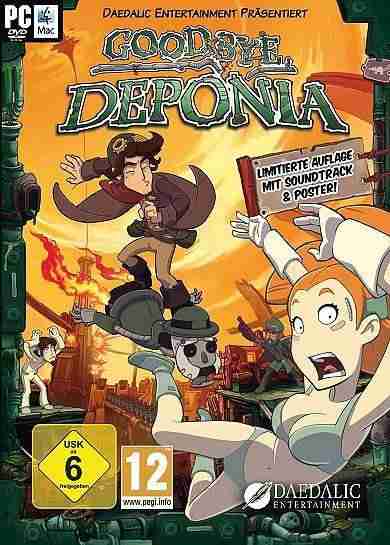 PC
DVD
Mac
DAEDALIC ENTERTAINMENT PRÄSENTIERT
GOODBYE
DEPONIA
LIMITIERTE AUFLAGE
MIT SOUNDTRACK
& POSTER!
USK
ab
6
freigegeben
12
www.pegi.info
DAEDALIC
ENTERTAINMENT